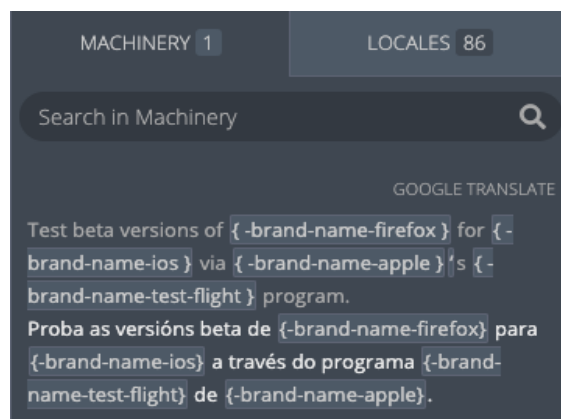 MACHINERY 1
LOCALES 86
Search in Machinery
GOOGLE TRANSLATE
Test beta versions of { -brand-name-firefox } for { -
brand-name-ios } via { -brand-name-apple } ‘s { -
brand-name-test-flight } program.
Proba as versións beta de {-brand-name-firefox} para
{-brand-name-ios} a través do programa {-brand-
name-test-flight} de {-brand-name-apple}.